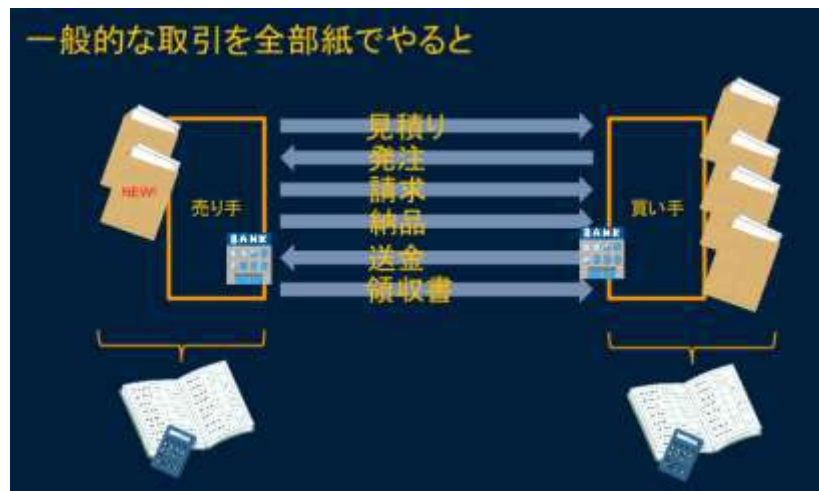 一般的な取引を全部紙でやると
見積り
発注
請求
納品
送金
領収書
NEW!
売り手
買い手
BANK
BANK